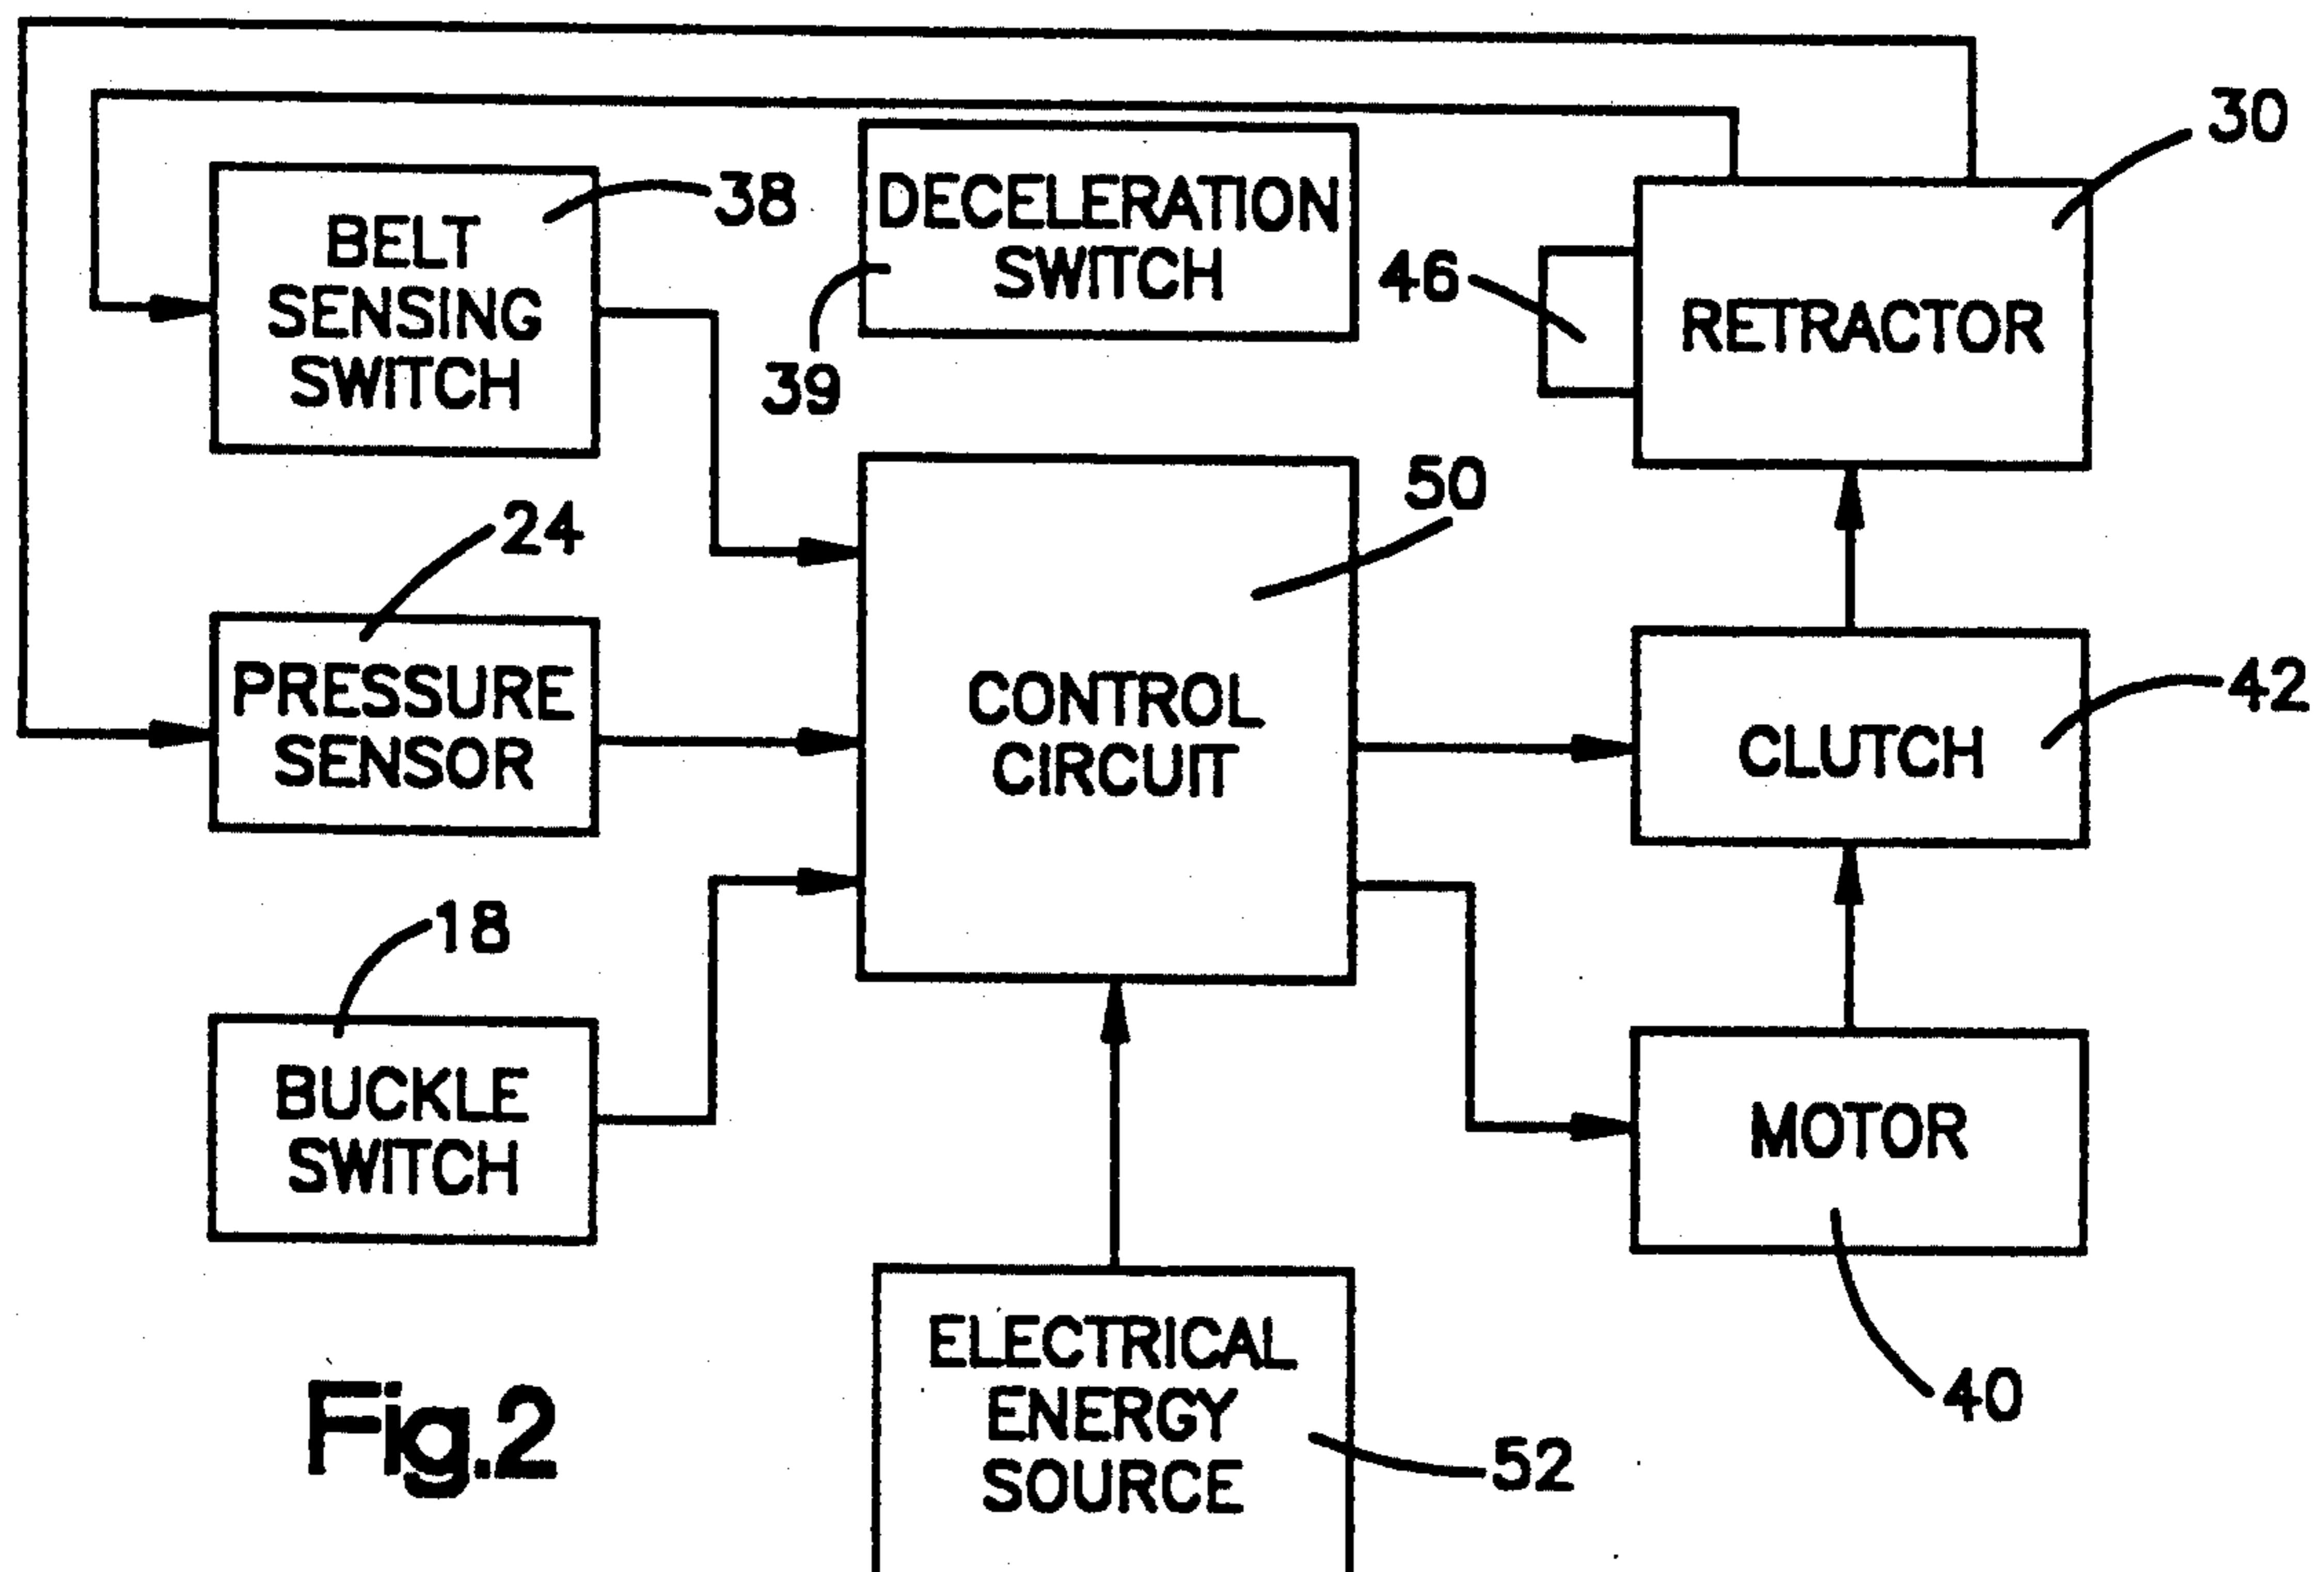 30
DECELERATION
SWITCH
38
BELT
SENSING
SWITCH
46
RETRACTOR
39
50
24
PRESSURE
SENSOR
CONTROL
CIRCUIT
42
CLUTCH
18
BUCKLE
SWITCH
MOTOR
ELECTRICAL
ENERGY
SOURCE
40
52
Fig.2